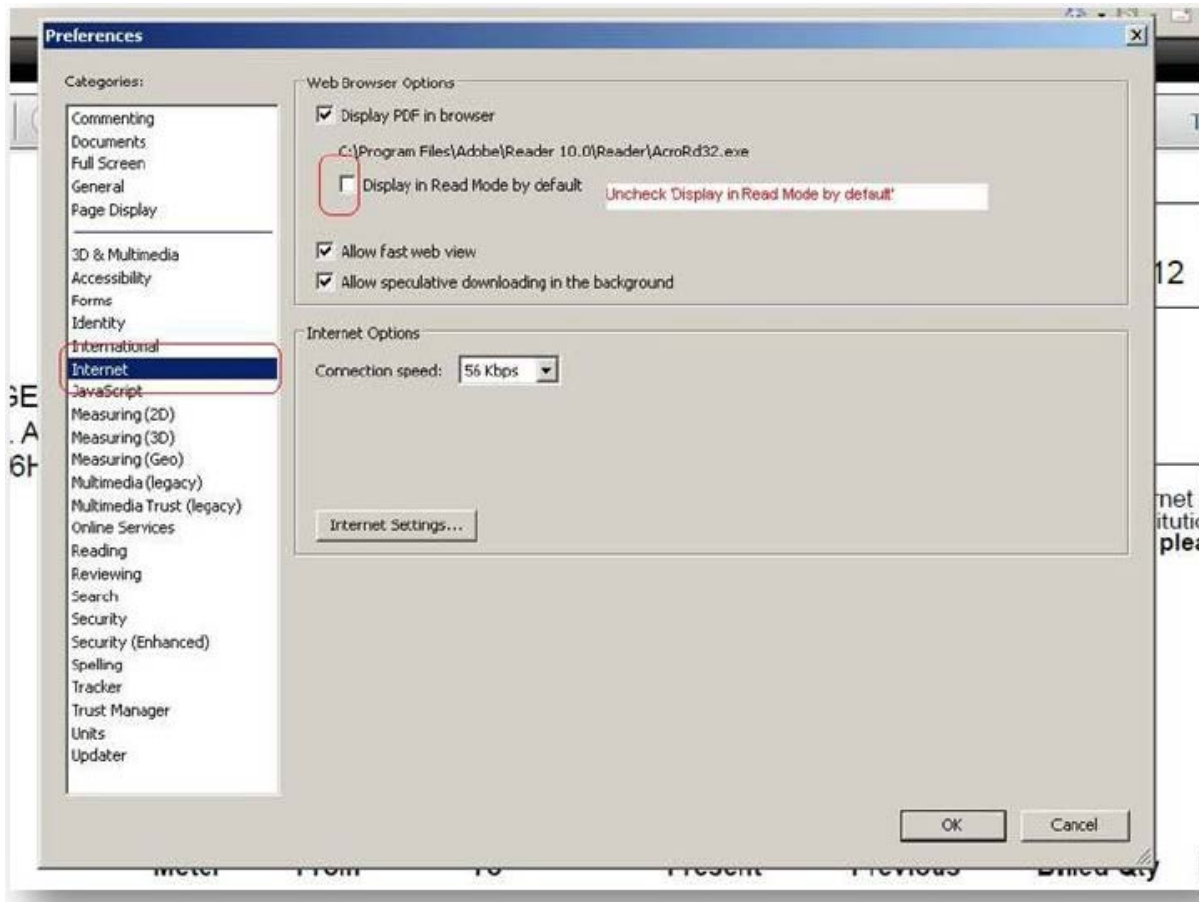 Preferences
Categories:
Commenting
Documents
Full Screen
General
Page Display
3D & Multimedia
Accessibility
Forms
Identity
International
Internet
JavaScript
Measuring (2D)
Measuring (3D)
Measuring (Geo)
Multimedia (legacy)
Multimedia Trust (legacy)
Online Services
Reading
Reviewing
Search
Security
Security (Enhanced)
Spelling
Tracker
Trust Manager
Units
Updater
Web Browser Options
Display PDF in browser
C:\Program Files\Adobe\Reader 10.0\Reader\AcroRd32.exe
Display in Read Mode by default
Uncheck 'Display in Read Mode by default'
Allow fast web view
Allow speculative downloading in the background
Internet Options
Connection speed: 56 Kbps
Internet Settings...
OK Cancel
12
Meter From To Present Previous Billed Qty